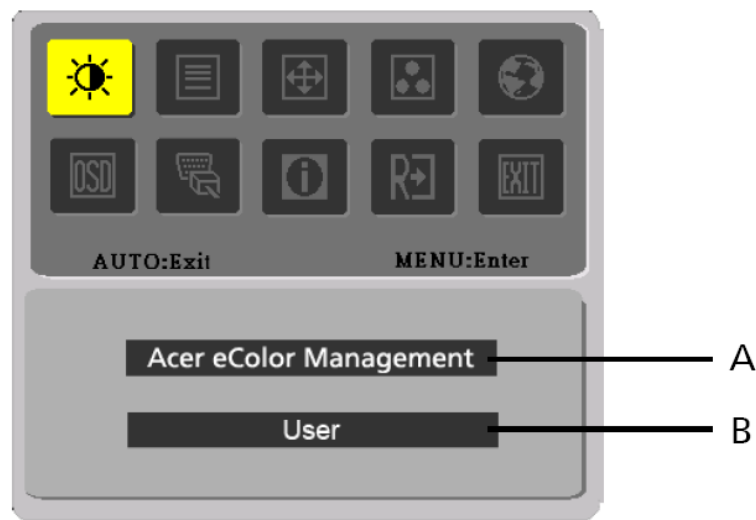 OSD R EXIT
AUTO:Exit MENU:Enter
Acer eColor Management A
User B